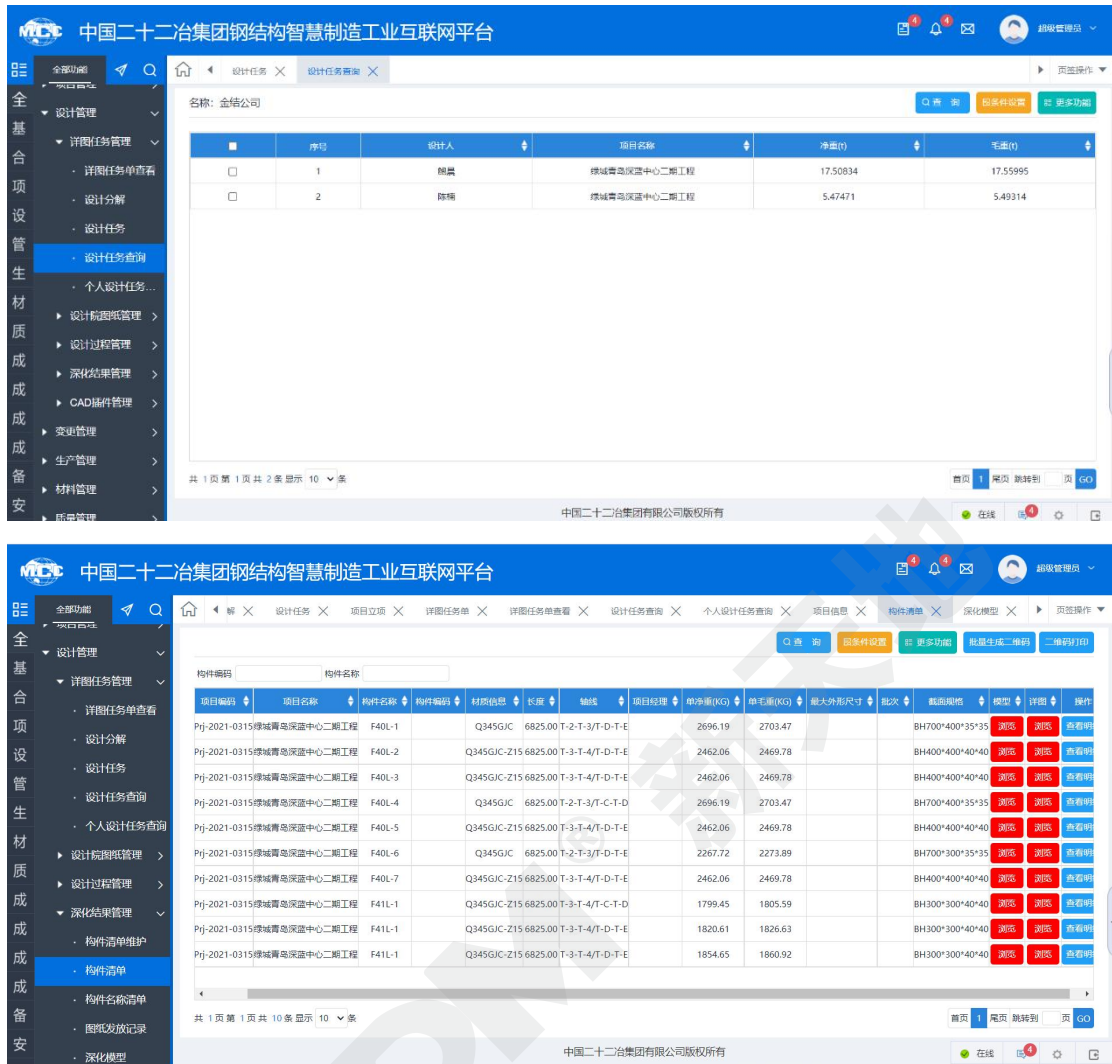 MCC 中国二十二冶集团钢结构智慧制造工业互联网平台 4 4 超级管理员
全部功能 设计任务 设计任务查询 页签操作
项目管理
全 设计管理 名称: 金结公司 查 询 条件设置 更多功能
基 详图任务管理 序号 设计人 项目名称 净重(t) 毛重(t)
合 详图任务单查看 1 绿城青岛深蓝中心二期工程 17.50834 17.55995
项 设计分解 2 陈楠 绿城青岛深蓝中心二期工程 5.47471 5.49314
设 设计任务
管 设计任务查询
生 个人设计任务...
材 设计院图纸管理
质 设计过程管理
成 深化结果管理
成 CAD插件管理
成 变更管理
成 生产管理
备 材料管理 共 1 页 第 1 页 共 2 条 显示 10 条 首页 1 尾页 跳转到 页 GO
安 质量管理 中国二十二冶集团有限公司版权所有 在线 4
MCC 中国二十二冶集团钢结构智慧制造工业互联网平台 4 4 超级管理员
全部功能 解 设计任务 项目立项 详图任务单 详图任务单查看 设计任务查询 个人设计任务查询 项目信息 构件清单 深化模型 页签操作
项目管理
全 设计管理 查 询 条件设置 更多功能 批量生成二维码 二维码打印
基 详图任务管理 构件编码 构件名称
合 详图任务单查看
项 设计分解
设 设计任务
管 设计任务查询
生 个人设计任务查询
材 设计院图纸管理
质 设计过程管理
成 深化结果管理
成 构件清单维护
成 构件清单
成 构件名称清单
备 图纸发放记录
安 深化模型
项目编码 项目名称 构件名称 构件编码 材质信息 长度 轴线 项目经理 单净重(KG) 单毛重(KG) 最大外形尺寸 批次 截面规格 模型 详图 操作
Prj-2021-0315 绿城青岛深蓝中心二期工程 F40L-1 Q345GJC 6825.00 T-2-T-3/T-D-T-E 2696.19 2703.47 BH700*400*35*35 浏览 浏览 查看明
Prj-2021-0315 绿城青岛深蓝中心二期工程 F40L-2 Q345GJC-Z15 6825.00 T-3-T-4/T-D-T-E 2462.06 2469.78 BH400*400*40*40 浏览 浏览 查看明
Prj-2021-0315 绿城青岛深蓝中心二期工程 F40L-3 Q345GJC-Z15 6825.00 T-3-T-4/T-D-T-E 2462.06 2469.78 BH400*400*40*40 浏览 浏览 查看明
Prj-2021-0315 绿城青岛深蓝中心二期工程 F40L-4 Q345GJC 6825.00 T-2-T-3/T-C-T-D 2696.19 2703.47 BH700*400*35*35 浏览 浏览 查看明
Prj-2021-0315 绿城青岛深蓝中心二期工程 F40L-5 Q345GJC-Z15 6825.00 T-3-T-4/T-D-T-E 2462.06 2469.78 BH400*400*40*40 浏览 浏览 查看明
Prj-2021-0315 绿城青岛深蓝中心二期工程 F40L-6 Q345GJC 6825.00 T-2-T-3/T-D-T-E 2267.72 2273.89 BH700*300*35*35 浏览 浏览 查看明
Prj-2021-0315 绿城青岛深蓝中心二期工程 F40L-7 Q345GJC-Z15 6825.00 T-3-T-4/T-D-T-E 2462.06 2469.78 BH400*400*40*40 浏览 浏览 查看明
Prj-2021-0315 绿城青岛深蓝中心二期工程 F41L-1 Q345GJC-Z15 6825.00 T-3-T-4/T-C-T-D 1799.45 1805.59 BH300*300*40*40 浏览 浏览 查看明
Prj-2021-0315 绿城青岛深蓝中心二期工程 F41L-1 Q345GJC-Z15 6825.00 T-3-T-4/T-D-T-E 1820.61 1826.63 BH300*300*40*40 浏览 浏览 查看明
Prj-2021-0315 绿城青岛深蓝中心二期工程 F41L-1 Q345GJC-Z15 6825.00 T-3-T-4/T-D-T-E 1854.65 1860.92 BH300*300*40*40 浏览 浏览 查看明
共 1 页 第 1 页 共 10 条 显示 10 条 首页 1 尾页 跳转到 页 GO
中国二十二冶集团有限公司版权所有 在线 4
新天地
PDM ®